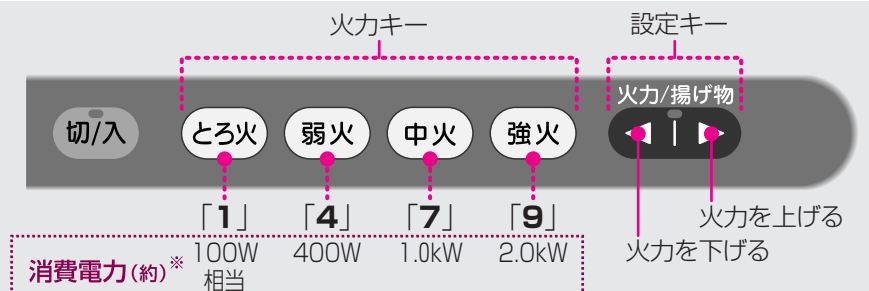 火力キー 設定キー
火力/揚げ物
切/入 とろ火 弱火 中火 強火
「1」 「4」 「7」 「9」
火力を上げる
火力を下げる
消費電力(約)※ 100W 400W 1.0kW 2.0kW
相当